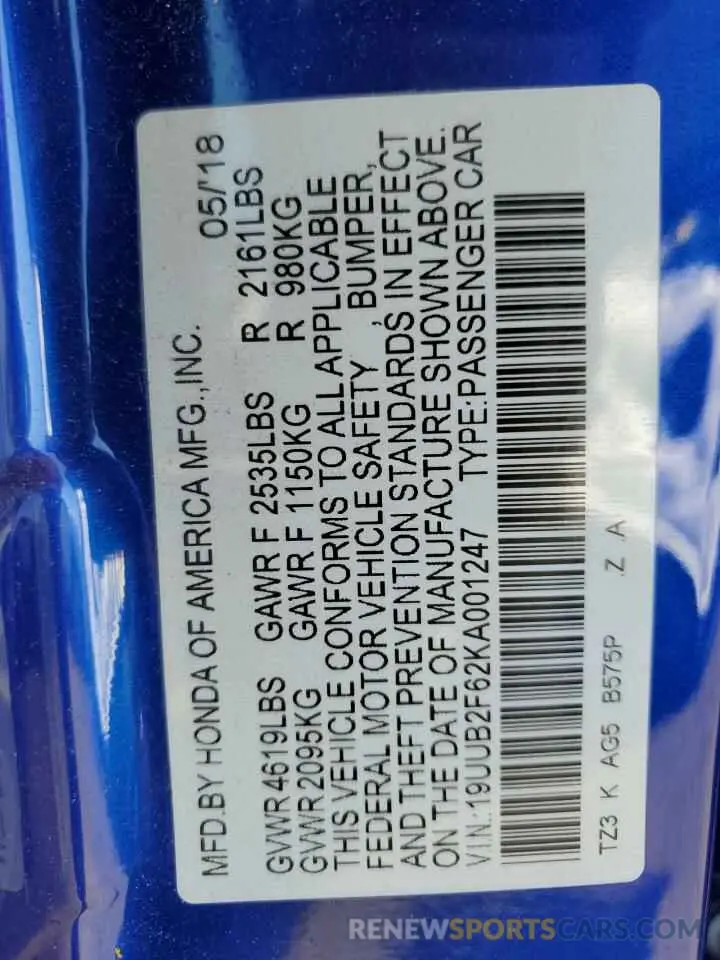 MFD.BY HONDA OF AMERICA MFG.,INC. 05/'18
GVWR 4619LBS GAWR F 2535LBS R 2161LBS
GVWR 2095KG GAWR F 1150KG R 980KG
THIS VEHICLE CONFORMS TO ALL APPLICABLE
FEDERAL MOTOR VEHICLE SAFETY , BUMPER,
AND THEFT PREVENTION STANDARDS IN EFFECT
ON THE DATE OF MANUFACTURE SHOWN ABOVE.
V.I.N.:19UUB2F62KA001247 TYPE:PASSENGER CAR
TZ3 K AG5 B575P .Z .A
RENEWSPORTSCARS.COM